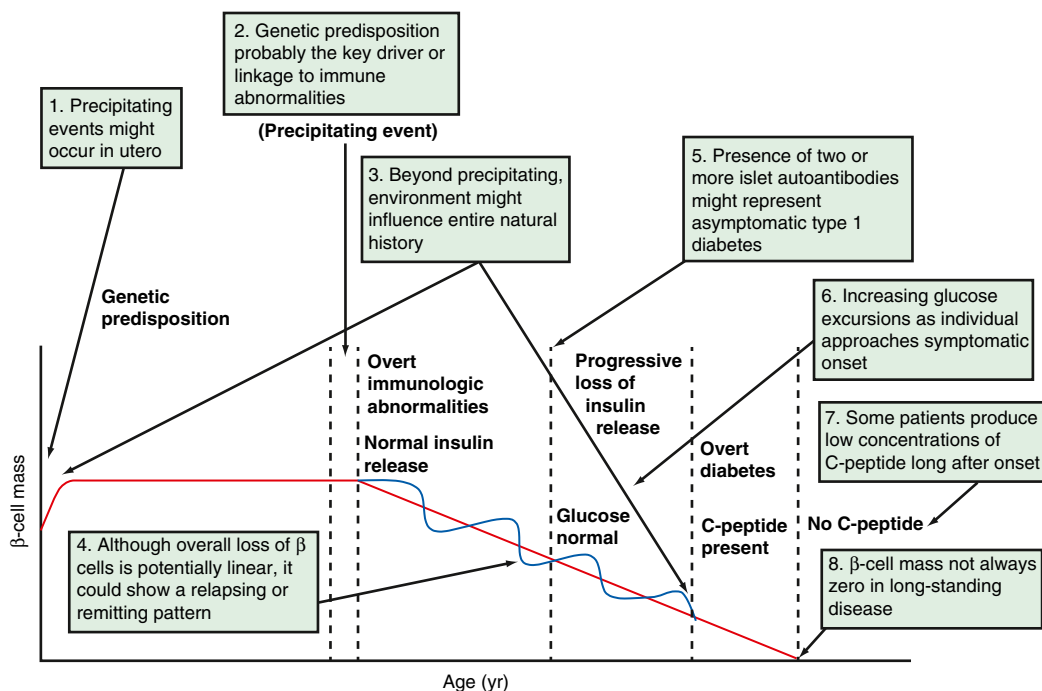 2. Genetic predisposition
probably the key driver or
linkage to immune
abnormalities
(Precipitating event)
1. Precipitating
events might
occur in utero
3. Beyond precipitating,
environment might
influence entire natural
history
5. Presence of two or
more islet autoantibodies
might represent
asymptomatic type 1
diabetes
Genetic
predisposition
6. Increasing glucose
excursions as individual
approaches symptomatic
onset
Overt
immunologic
abnormalities
Normal insulin
release
Progressive
loss of
insulin
release
Glucose
normal
Overt
diabetes
C-peptide
present
7. Some patients produce
low concentrations of
C-peptide long after onset
No C-peptide
4. Although overall loss of β
cells is potentially linear, it
could show a relapsing or
remitting pattern
8. β-cell mass not always
zero in long-standing
disease
β-cell mass
Age (yr)